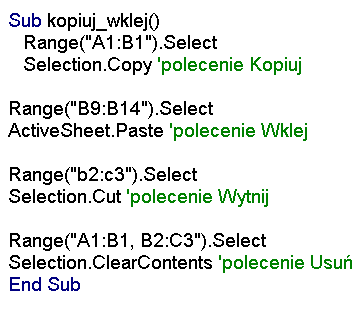 Sub kopiuj_wklej()
Range("A1:B1").Select
Selection.Copy 'polecenie Kopiuj
Range("B9:B14").Select
ActiveSheet.Paste 'polecenie Wklej
Range("b2:c3").Select
Selection.Cut 'polecenie Wytnij
Range("A1:B1, B2:C3").Select
Selection.ClearContents 'polecenie Usuń
End Sub